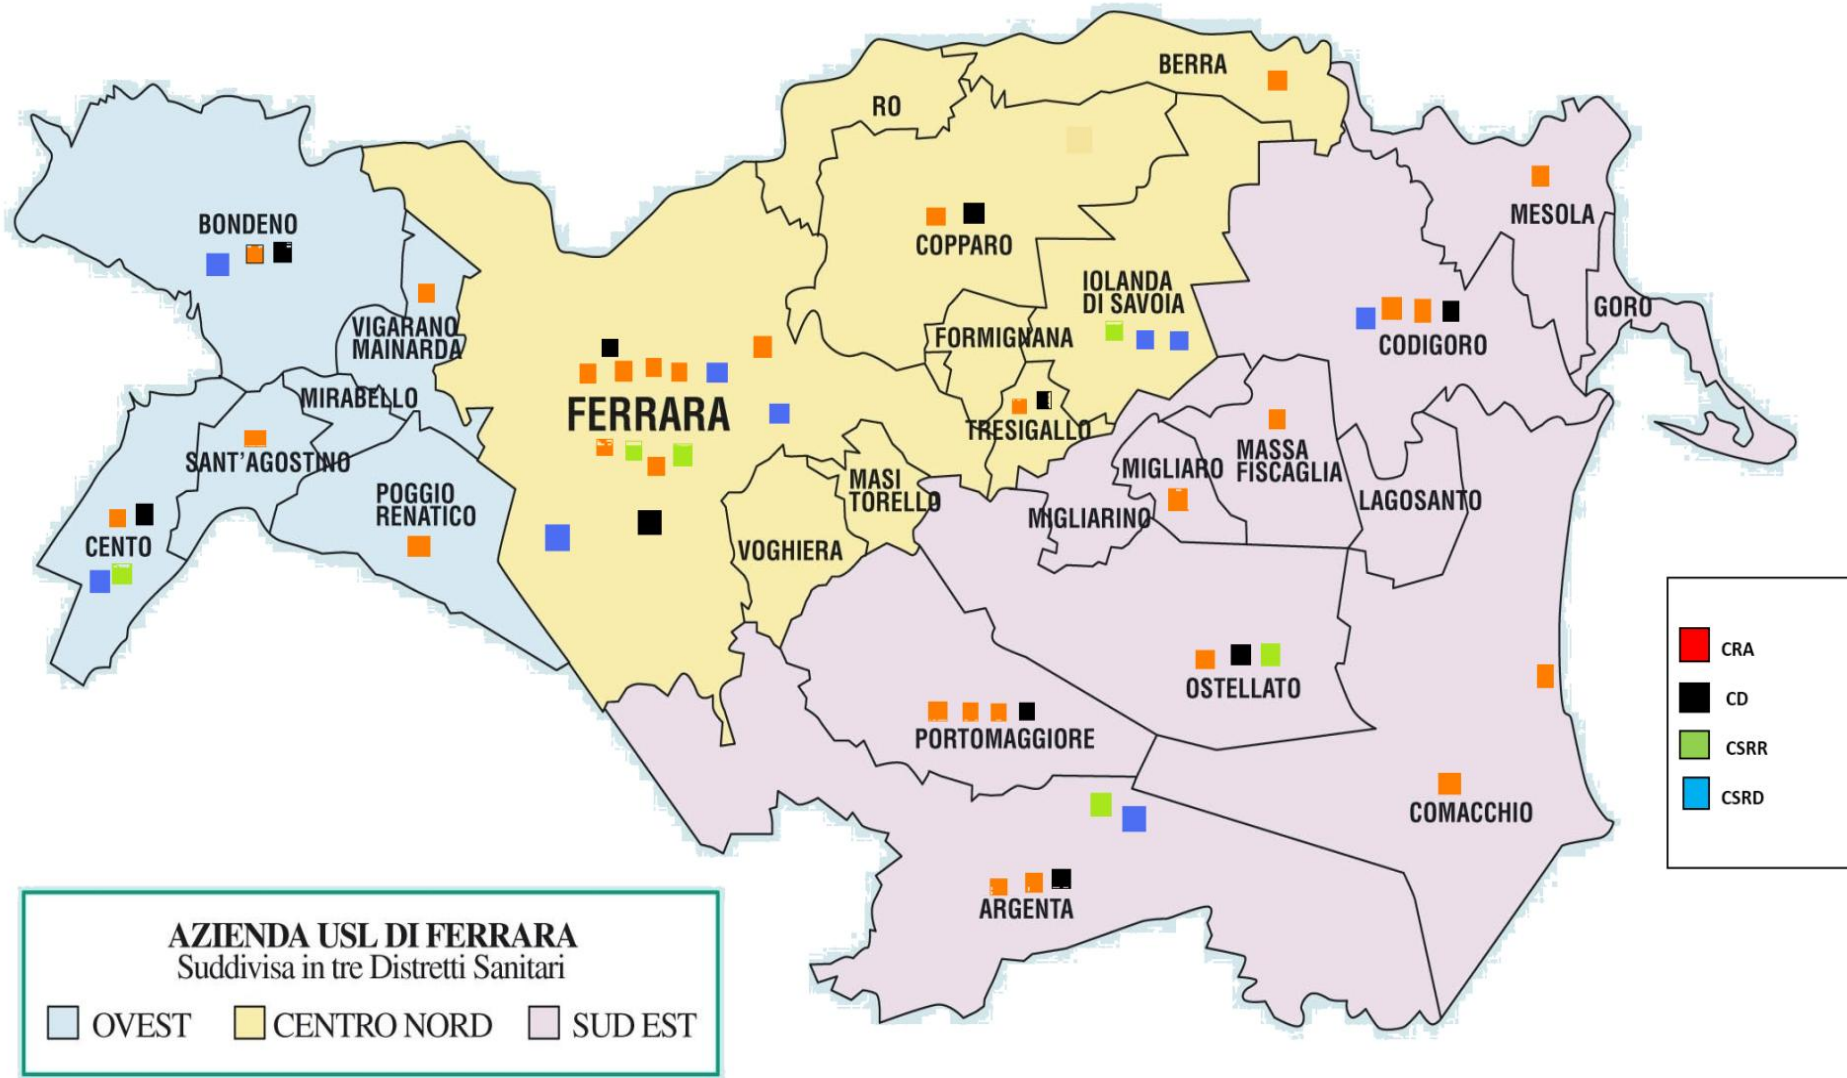 BERRA
RO
BONDENO
MESOLA
COPPARO
IOLANDA
DI SAVOIA
GORO
VIGARANO
MAINARDA
FORMIGNANA
CODIGORO
MIRABELLO
FERRARA
TRESIGALLO
SANT'AGOSTINO
MASSA
FISCAGLIA
MIGLIARO
MASI
TORELLO
POGGIO
RENATICO
LAGOSANTO
MIGLIARINO
CENTO
VOGHIERA
OSTELLATO
PORTOMAGGIORE
COMACCHIO
ARGENTA
CRA
CD
CSRR
CSRD
AZIENDA USL DI FERRARA
Suddivisa in tre Distretti Sanitari
OVEST CENTRO NORD SUD EST